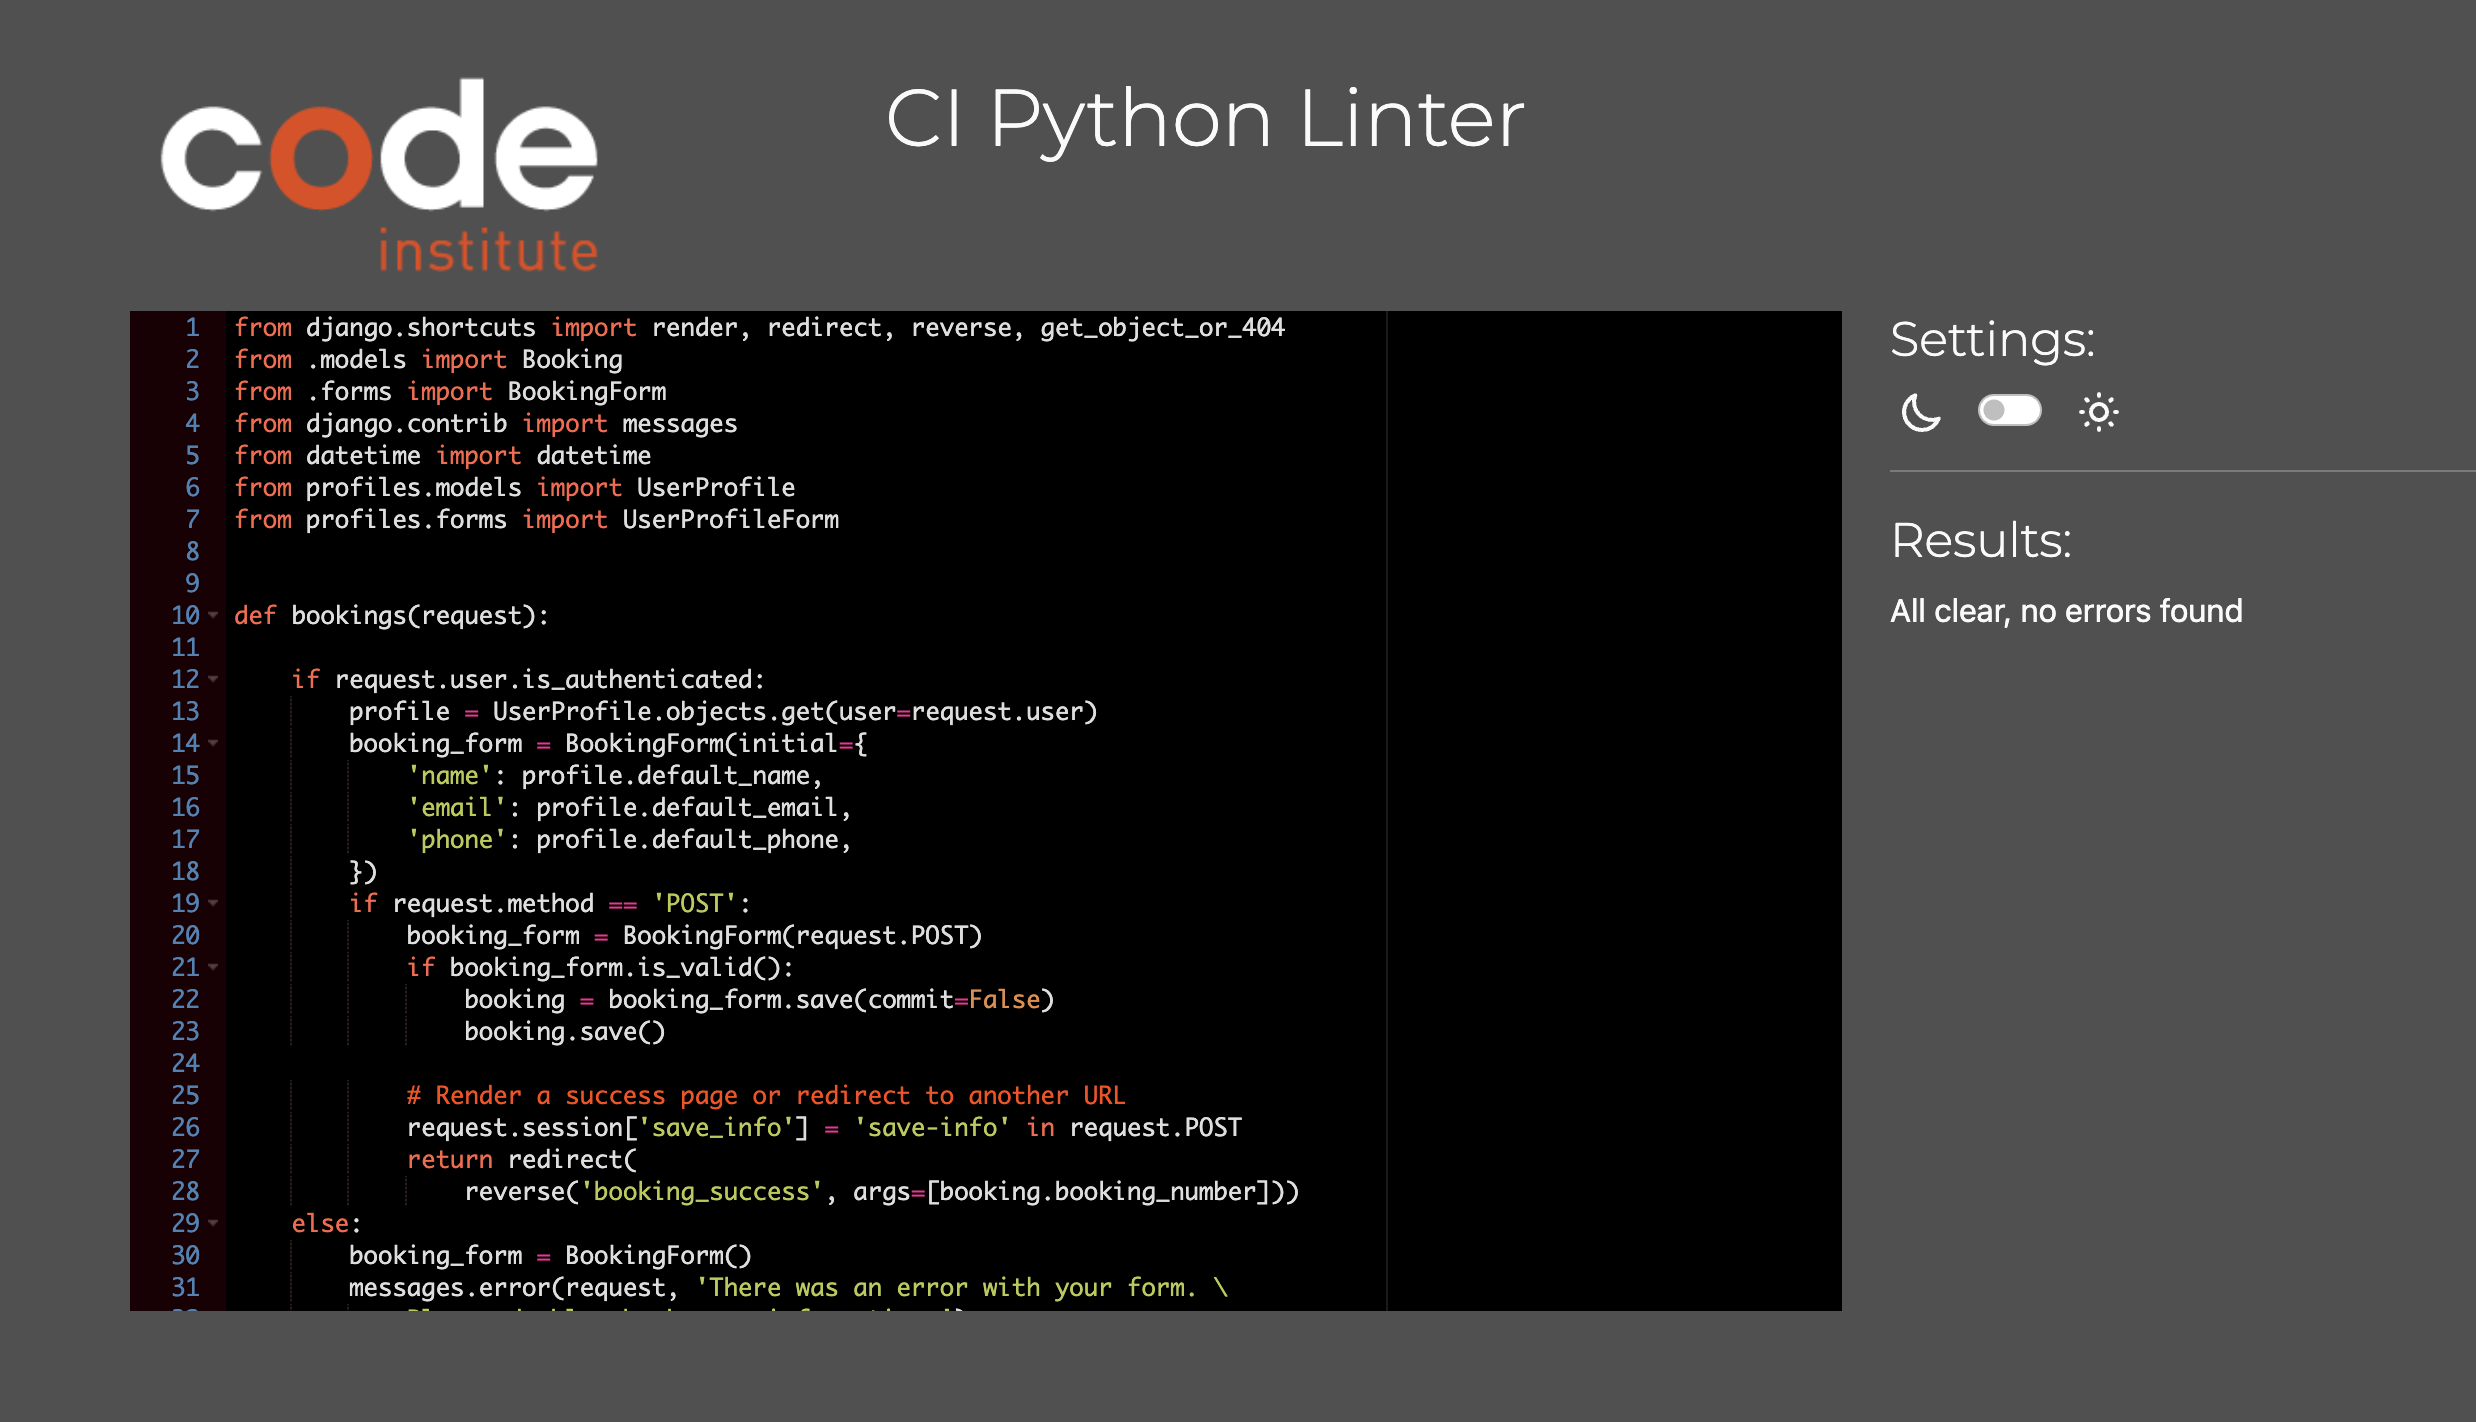 code
institute
CI Python Linter
1 from django.shortcuts import render, redirect, reverse, get_object_or_404
2 from .models import Booking
3 from .forms import BookingForm
4 from django.contrib import messages
5 from datetime import datetime
6 from profiles.models import UserProfile
7 from profiles.forms import UserProfileForm
8
9
10 def bookings(request):
11
12     if request.user.is_authenticated:
13         profile = UserProfile.objects.get(user=request.user)
14         booking_form = BookingForm(initial={
15             'name': profile.default_name,
16             'email': profile.default_email,
17             'phone': profile.default_phone,
18         })
19         if request.method == 'POST':
20             booking_form = BookingForm(request.POST)
21             if booking_form.is_valid():
22                 booking = booking_form.save(commit=False)
23                 booking.save()
24
25             # Render a success page or redirect to another URL
26             request.session['save_info'] = 'save-info' in request.POST
27             return redirect(
28                 reverse('booking_success', args=[booking.booking_number]))
29     else:
30         booking_form = BookingForm()
31         messages.error(request, 'There was an error with your form. \
Settings:
Results:
All clear, no errors found